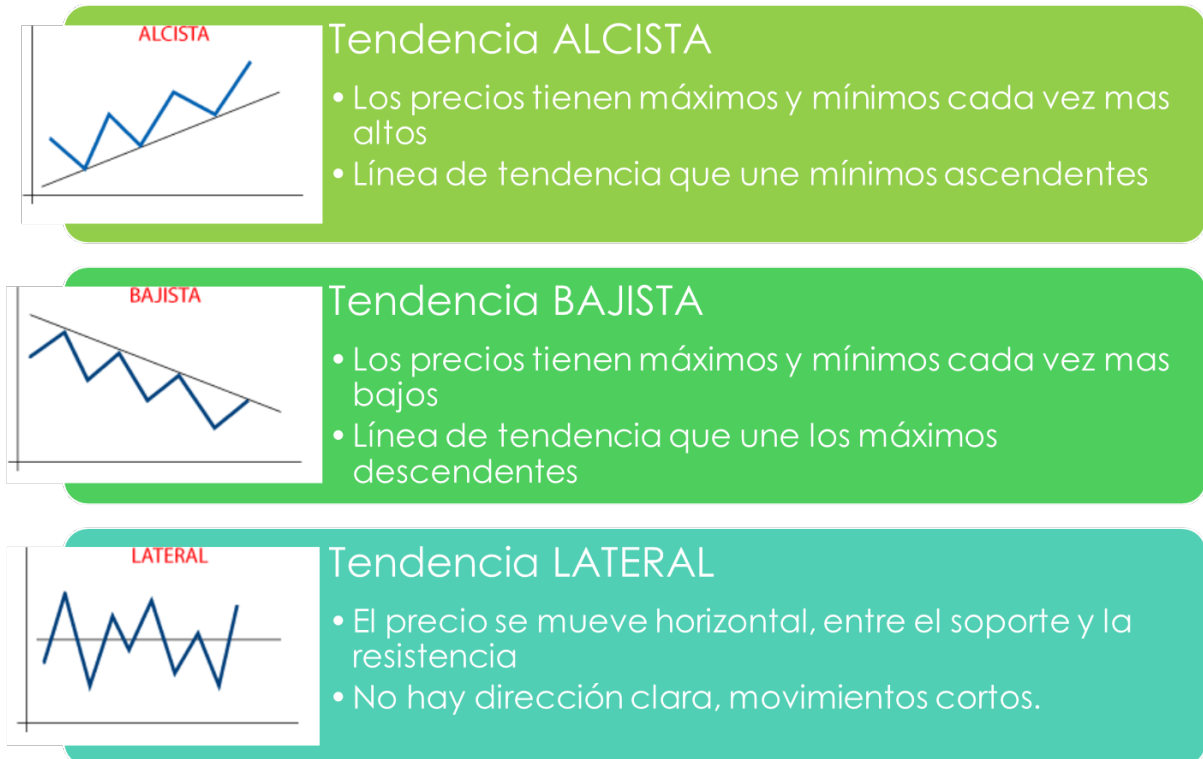 ALCISTA
Tendencia ALCISTA
• Los precios tienen máximos y mínimos cada vez mas
altos
• Línea de tendencia que une mínimos ascendentes
BAJISTA
Tendencia BAJISTA
• Los precios tienen máximos y mínimos cada vez mas
bajos
• Línea de tendencia que une los máximos
descendentes
LATERAL
Tendencia LATERAL
• El precio se mueve horizontal, entre el soporte y la
resistencia
• No hay dirección clara, movimientos cortos.